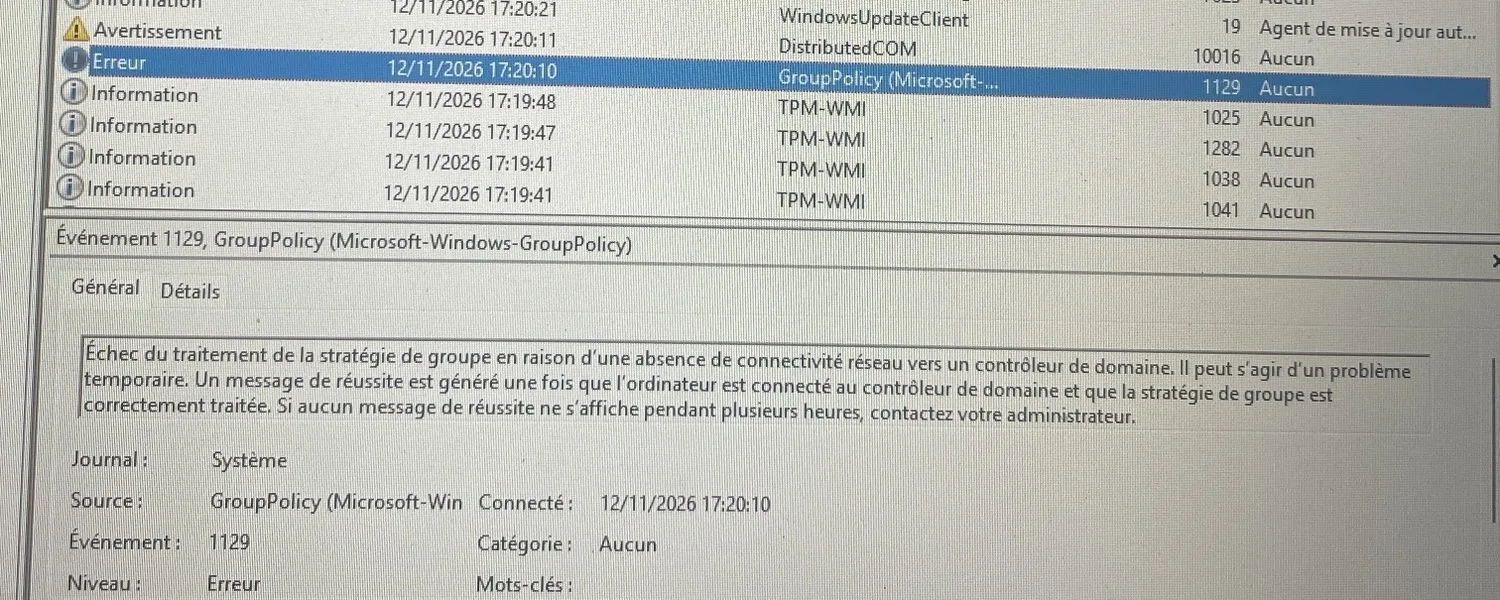 Information 12/11/2026 17:20:21 WindowsUpdateClient 19 Agent de mise à jour aut...
Avertissement 12/11/2026 17:20:11 DistributedCOM 10016 Aucun
Erreur 12/11/2026 17:20:10 GroupPolicy (Microsoft-... 1129 Aucun
Information 12/11/2026 17:19:48 TPM-WMI 1025 Aucun
Information 12/11/2026 17:19:47 TPM-WMI 1282 Aucun
Information 12/11/2026 17:19:41 TPM-WMI 1038 Aucun
Information 12/11/2026 17:19:41 TPM-WMI 1041 Aucun
Événement 1129, GroupPolicy (Microsoft-Windows-GroupPolicy)
Général Détails
Échec du traitement de la stratégie de groupe en raison d'une absence de connectivité réseau vers un contrôleur de domaine. Il peut s'agir d'un problème
temporaire. Un message de réussite est généré une fois que l'ordinateur est connecté au contrôleur de domaine et que la stratégie de groupe est
correctement traitée. Si aucun message de réussite ne s'affiche pendant plusieurs heures, contactez votre administrateur.
Journal : Système
Source : GroupPolicy (Microsoft-Win Connecté : 12/11/2026 17:20:10
Événement : 1129 Catégorie : Aucun
Niveau : Erreur Mots-clés :